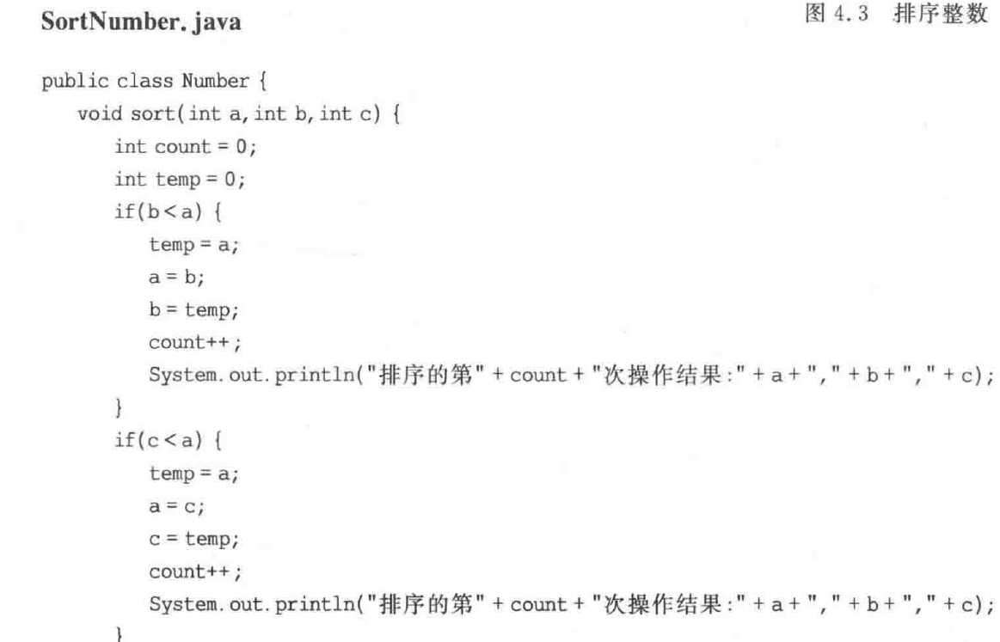 SortNumber.java
图 4.3 排序整数
public class Number {
void sort(int a,int b,int c) {
int count = 0;
int temp = 0;
if(b<a) {
temp = a;
a = b;
b = temp;
count++;
System.out.println("排序的第" + count + "次操作结果:" + a + "," + b + "," + c);
}
if(c<a) {
temp = a;
a = c;
c = temp;
count++;
System.out.println("排序的第" + count + "次操作结果:" + a + "," + b + "," + c);
}